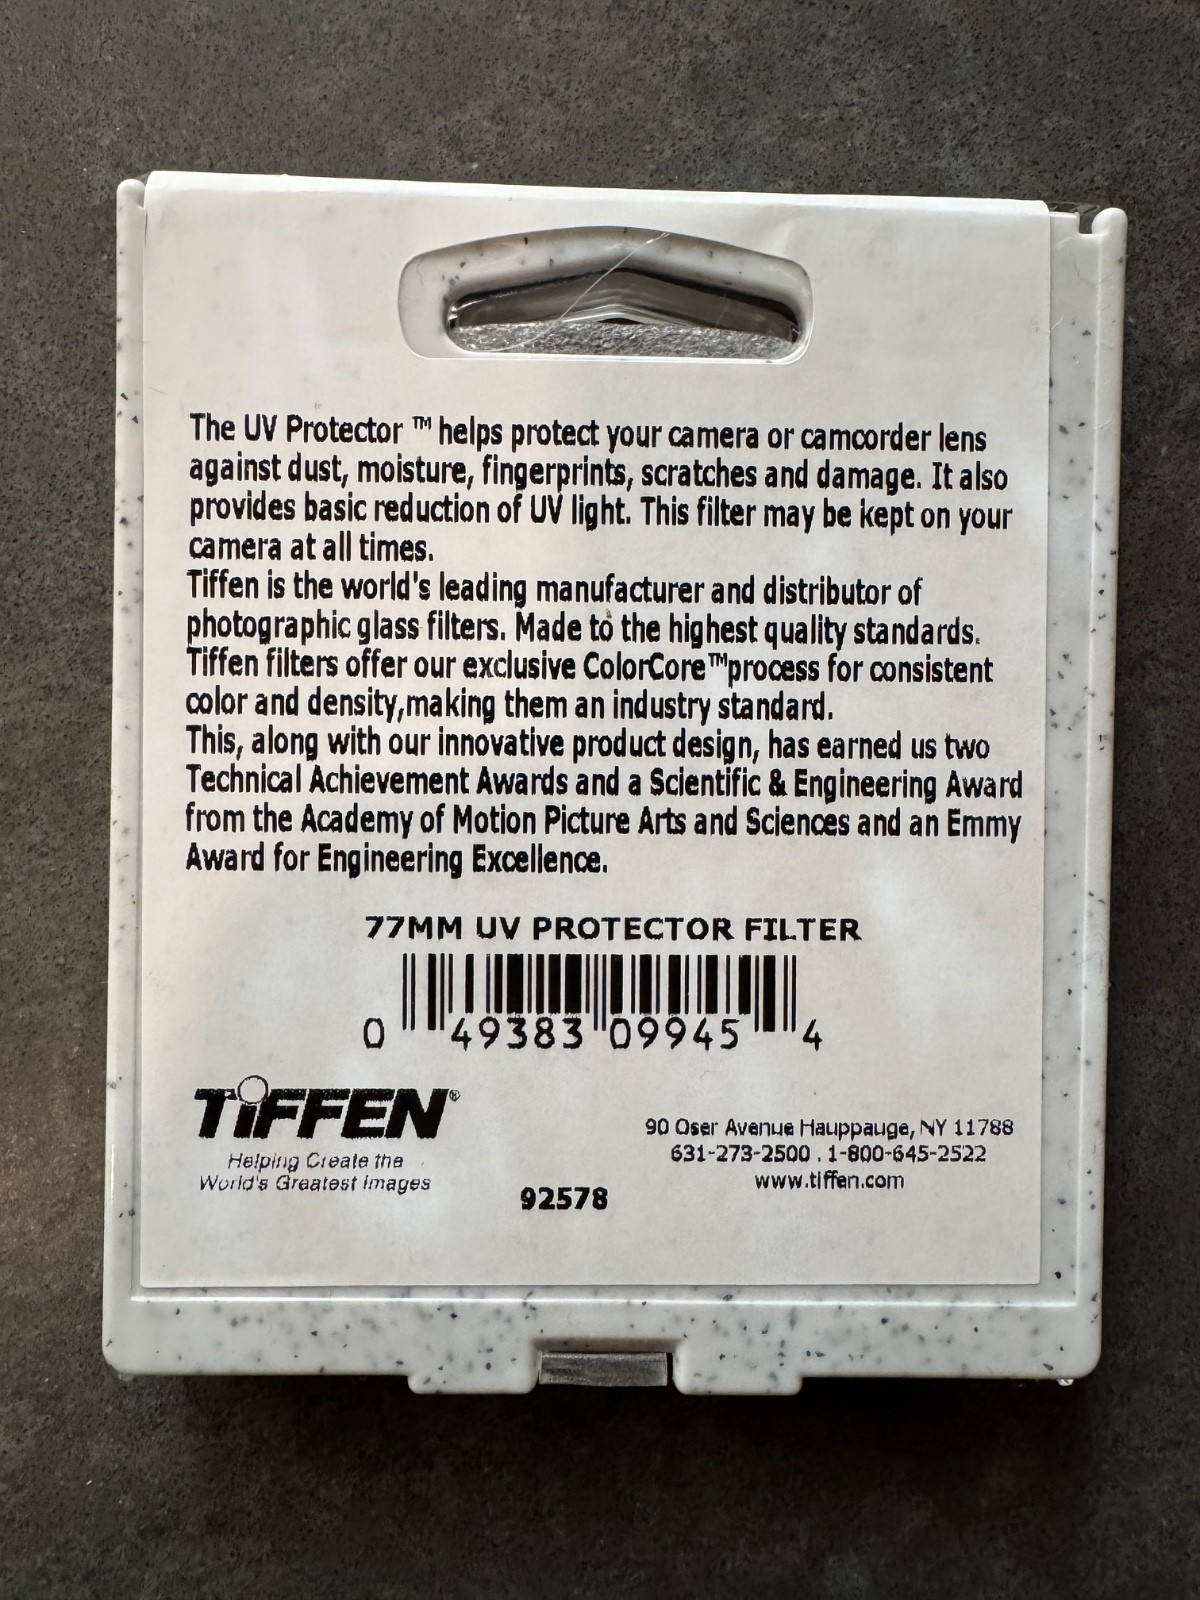 The UV Protector ™ helps protect your camera or camcorder lens
against dust, moisture, fingerprints, scratches and damage. It also
provides basic reduction of UV light. This filter may be kept on your
camera at all times.
Tiffen is the world's leading manufacturer and distributor of
photographic glass filters. Made to the highest quality standards.
Tiffen filters offer our exclusive ColorCore™process for consistent
color and density,making them an industry standard.
This, along with our innovative product design, has earned us two
Technical Achievement Awards and a Scientific & Engineering Award
from the Academy of Motion Picture Arts and Sciences and an Emmy
Award for Engineering Excellence.
77MM UV PROTECTOR FILTER
0 49383 09945 4
TiFFEN®
Helping Create the
World's Greatest Images
90 Oser Avenue Hauppauge, NY 11788
631-273-2500 . 1-800-645-2522
www.tiffen.com
92578